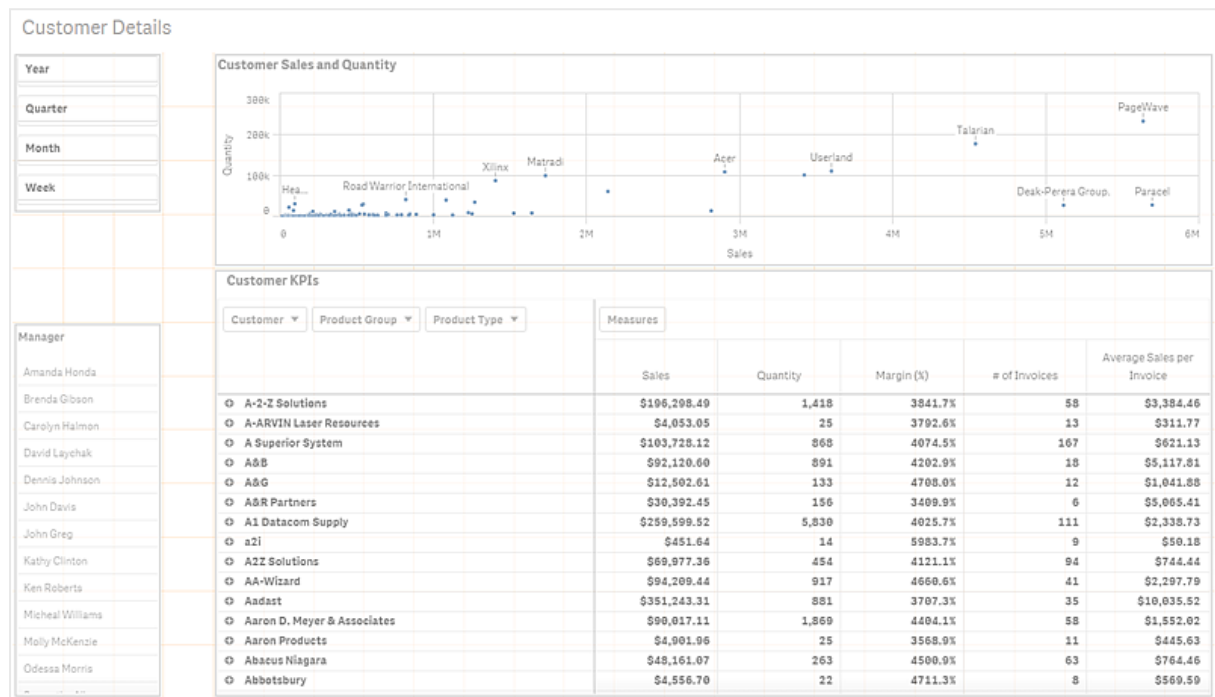 Customer Details
Year
Quarter
Month
Week
Manager
Amanda Honda
Brenda Gibson
Carolyn Halmon
David Laychak
Dennis Johnson
John Davis
John Greg
Kathy Clinton
Ken Roberts
Micheal Williams
Molly McKenzie
Odessa Morris
Customer Sales and Quantity
300k
200k
100k
0
Quantity
PageWave
Talarian
Acer
Userland
Xilinx
Matradi
Hea...
Road Warrior International
Deak-Perera Group.
Paracel
0 1M 2M 3M 4M 5M 6M
Sales
Customer KPIs
Customer Product Group Product Type Measures
Sales Quantity Margin (%) # of Invoices Average Sales per Invoice
A-2-Z Solutions $196,298.49 1,418 3841.7% 58 $3,384.46
A-ARVIN Laser Resources $4,053.05 25 3792.6% 13 $311.77
A Superior System $103,728.12 868 4074.5% 167 $621.13
A&B $92,120.60 891 4202.9% 18 $5,117.81
A&G $12,502.61 133 4708.0% 12 $1,041.88
A&R Partners $30,392.45 156 3409.9% 6 $5,065.41
A1 Datacom Supply $259,599.52 5,830 4025.7% 111 $2,338.73
a2i $451.64 14 5983.7% 9 $50.18
A2Z Solutions $69,977.36 454 4121.1% 94 $744.44
AA-Wizard $94,209.44 917 4660.6% 41 $2,297.79
Aadast $351,243.31 881 3707.3% 35 $10,035.52
Aaron D. Meyer & Associates $90,017.11 1,869 4404.1% 58 $1,552.02
Aaron Products $4,901.96 25 3568.9% 11 $445.63
Abacus Niagara $48,161.07 263 4500.9% 63 $764.46
Abbotsbury $4,556.70 22 4711.3% 8 $569.59